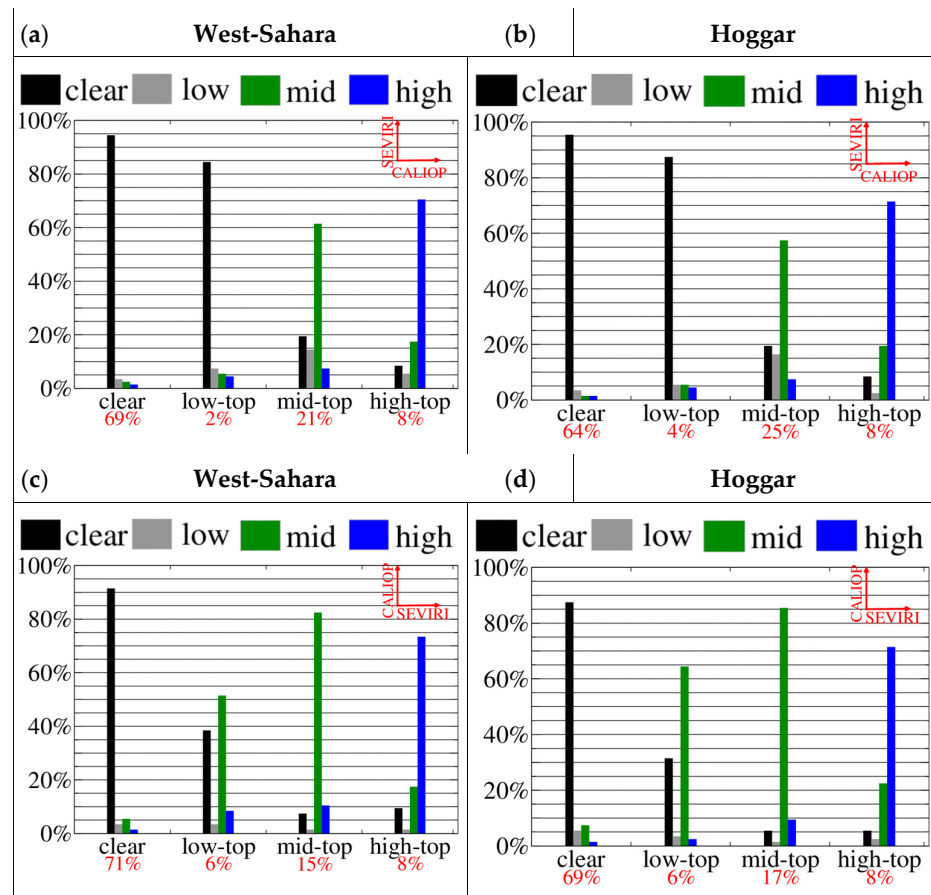 (a) West-Sahara (b) Hoggar
clear low mid high
100%
80%
60%
40%
20%
0%
SEVIRI
CALIOP
clear low-top mid-top high-top
69% 2% 21% 8%
clear low mid high
100%
80%
60%
40%
20%
0%
SEVIRI
CALIOP
clear low-top mid-top high-top
64% 4% 25% 8%
(c) West-Sahara (d) Hoggar
clear low mid high
100%
80%
60%
40%
20%
0%
CALIOP
SEVIRI
clear low-top mid-top high-top
71% 6% 15% 8%
clear low mid high
100%
80%
60%
40%
20%
0%
CALIOP
SEVIRI
clear low-top mid-top high-top
69% 6% 17% 8%